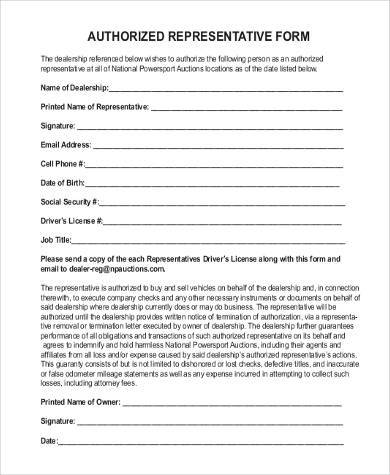 AUTHORIZED REPRESENTATIVE FORM
The dealership referenced below wishes to authorize the following person as an authorized
representative at all of National Powersport Auctions locations as of the date listed below.
Name of Dealership:
Printed Name of Representative:
Signature:
Email Address:
Cell Phone #:
Date of Birth:
Social Security #:
Driver's License #:
Job Title:
Please send a copy of the each Representatives Driver's License along with this form and
email to dealer-reg@npauctions.com.
The representative is authorized to buy and sell vehicles on behalf of the dealership and, in connection
therewith, to execute company checks and any other necessary instruments or documents on behalf of
said dealership whether dealership currently does or may do business. The representative will be
authorized until the dealership provides written notice of termination of authorization, via a representa-
tive removal or termination letter executed by owner of dealership. The dealership further guarantees
performance of all obligations and transactions of such authorized representative on its behalf and
agrees to indemnify and hold harmless National Powersport Auctions, including their agents and
affiliates from all loss and/or expense caused by said dealership's authorized representative's actions.
This guaranty consists of but is not limited to dishonored or lost checks, defective titles, and inaccurate
or false odometer mileage statements as well as any other expense in attempting to collect such
losses, including attorney fees.
Printed Name of Owner:
Signature:
Date: